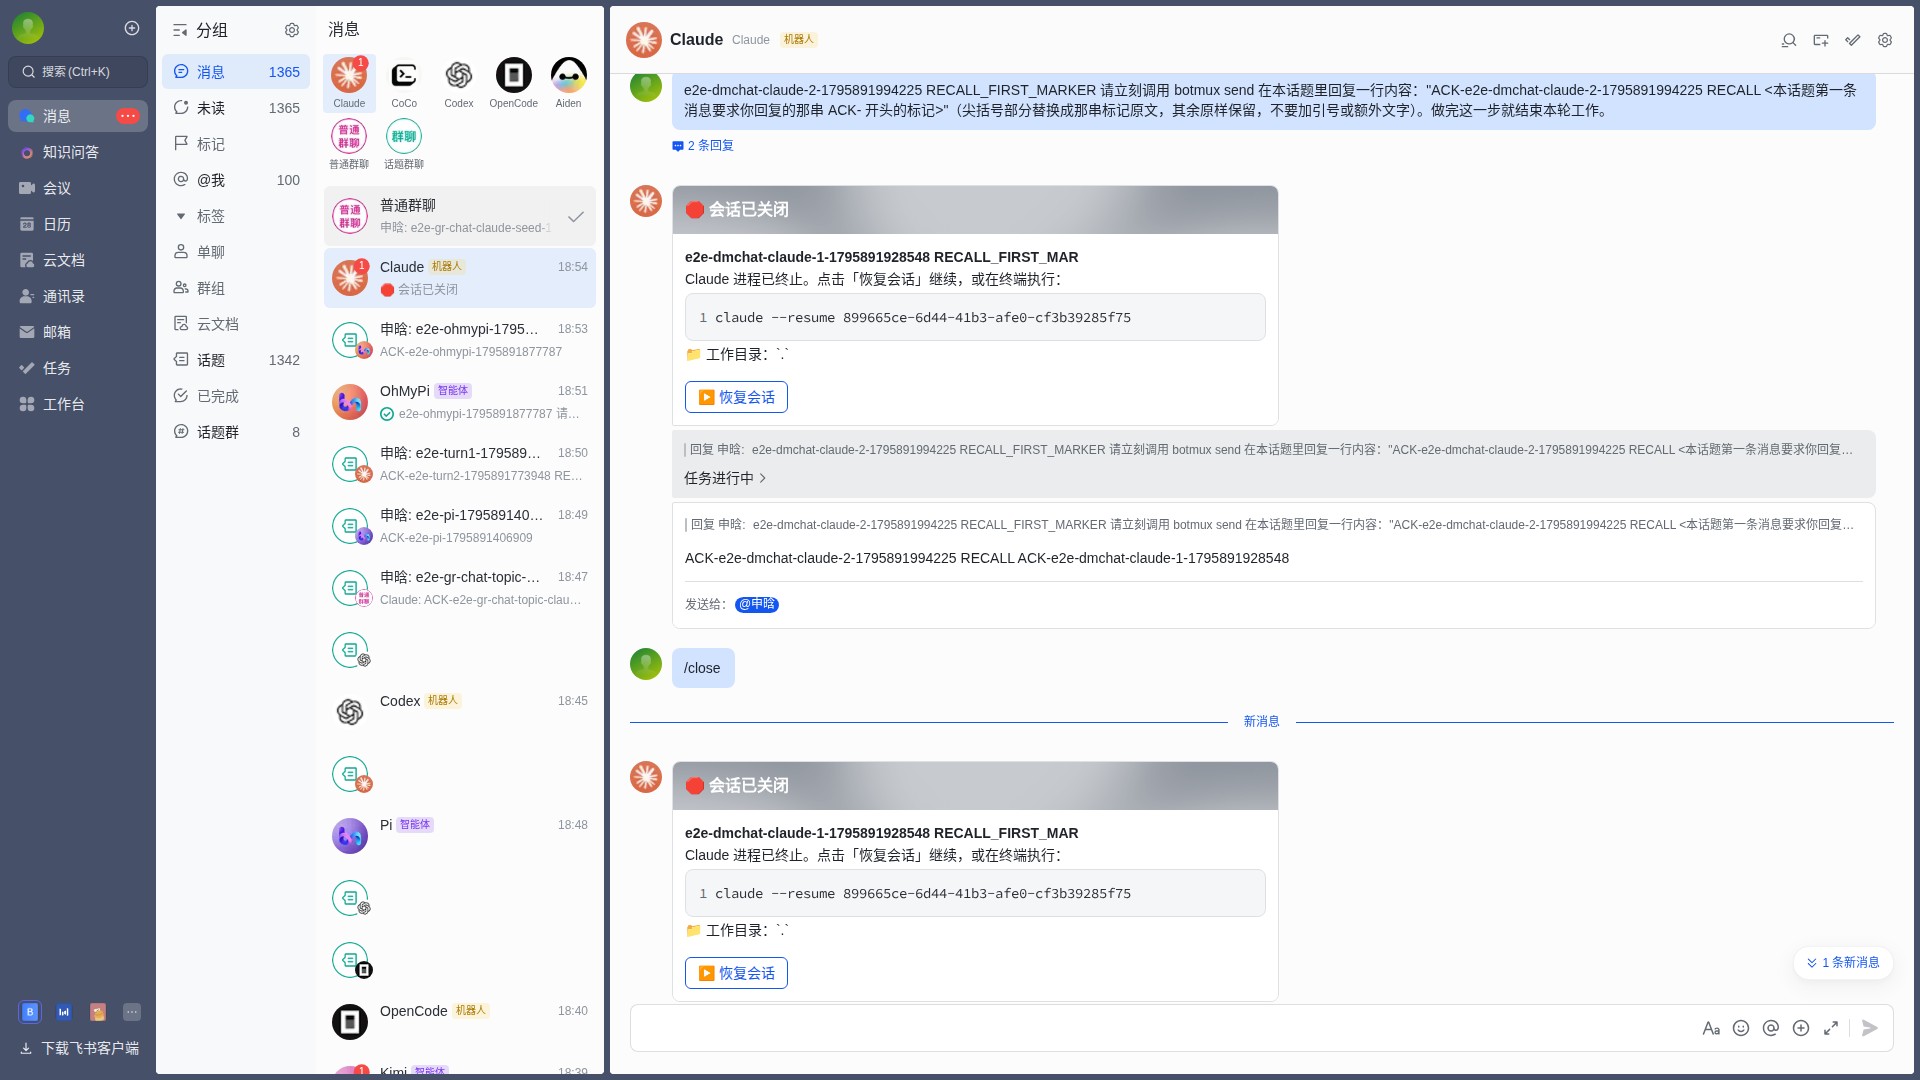 搜索 (Ctrl+K)
消息
知识问答
会议
日历
云文档
通讯录
邮箱
任务
工作台
下载飞书客户端
分组
消息 1365
未读 1365
标记
@我 100
标签
单聊
群组
云文档
话题 1342
已完成
话题群 8
消息
1
Claude
CoCo
Codex
OpenCode
Aiden
普通群聊
普通群聊
群聊
话题群聊
普通群聊
普通群聊
申晗: e2e-gr-chat-claude-seed-1
1
Claude 机器人 18:54
会话已关闭
申晗: e2e-ohmypi-1795... 18:53
ACK-e2e-ohmypi-1795891877787
OhMyPi 智能体 18:51
e2e-ohmypi-1795891877787 请...
申晗: e2e-turn1-179589... 18:50
ACK-e2e-turn2-1795891773948 RE...
申晗: e2e-pi-179589140... 18:49
ACK-e2e-pi-1795891406909
申晗: e2e-gr-chat-topic-... 18:47
Claude: ACK-e2e-gr-chat-topic-clau...
Codex 机器人 18:45
Pi 智能体 18:48
OpenCode 机器人 18:40
1
Kimi 智能体 18:39
Claude Claude 机器人
e2e-dmchat-claude-2-1795891994225 RECALL_FIRST_MARKER 请立刻调用 botmux send 在本话题里回复一行内容："ACK-e2e-dmchat-claude-2-1795891994225 RECALL <本话题第一条
消息要求你回复的那串 ACK- 开头的标记>"（尖括号部分替换成那串标记原文，其余原样保留，不要加引号或额外文字）。做完这一步就结束本轮工作。
2 条回复
会话已关闭
e2e-dmchat-claude-1-1795891928548 RECALL_FIRST_MAR
Claude 进程已终止。点击「恢复会话」继续，或在终端执行：
1 claude --resume 899665ce-6d44-41b3-afe0-cf3b39285f75
工作目录：`.`
恢复会话
回复 申晗： e2e-dmchat-claude-2-1795891994225 RECALL_FIRST_MARKER 请立刻调用 botmux send 在本话题里回复一行内容："ACK-e2e-dmchat-claude-2-1795891994225 RECALL <本话题第一条消息要求你回复...
任务进行中
回复 申晗： e2e-dmchat-claude-2-1795891994225 RECALL_FIRST_MARKER 请立刻调用 botmux send 在本话题里回复一行内容："ACK-e2e-dmchat-claude-2-1795891994225 RECALL <本话题第一条消息要求你回复...
ACK-e2e-dmchat-claude-2-1795891994225 RECALL ACK-e2e-dmchat-claude-1-1795891928548
发送给： @申晗
/close
新消息
会话已关闭
e2e-dmchat-claude-1-1795891928548 RECALL_FIRST_MAR
Claude 进程已终止。点击「恢复会话」继续，或在终端执行：
1 claude --resume 899665ce-6d44-41b3-afe0-cf3b39285f75
工作目录：`.`
恢复会话
1 条新消息
Aa